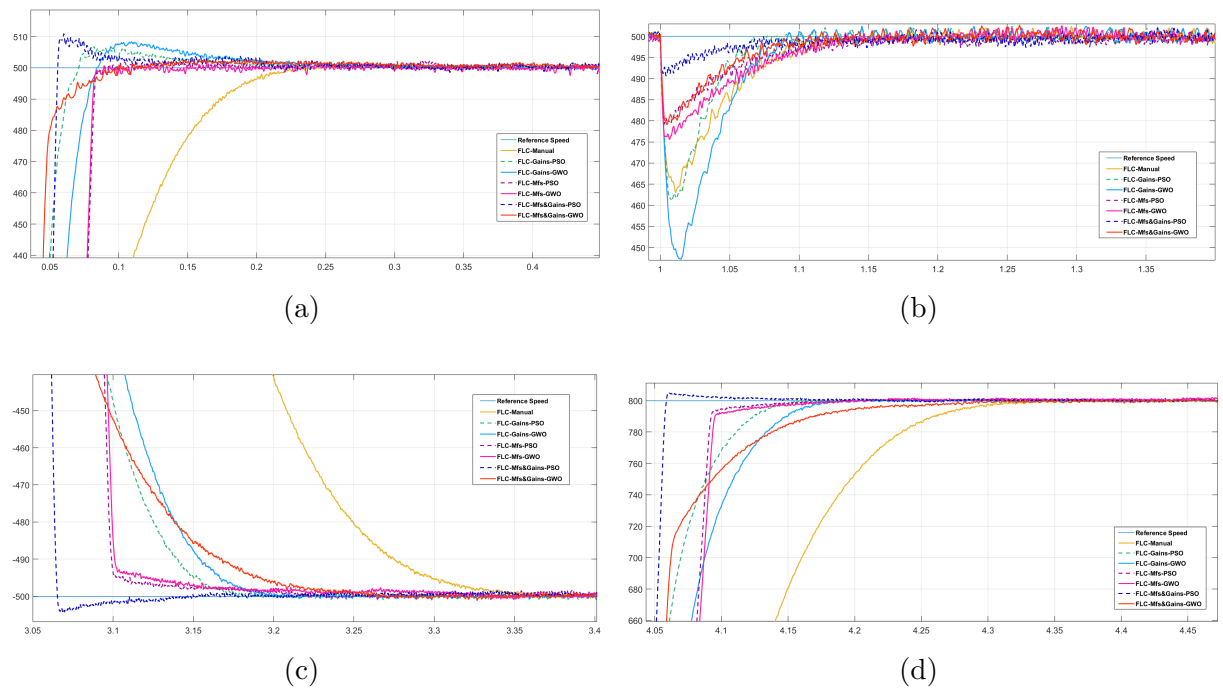 510
500
490
480
470
460
450
440
0.05
0.1
0.15
0.2
0.25
0.3
0.35
0.4
Reference Speed
FLC-Manual
FLC-Gains-PSO
FLC-Gains-GWO
FLC-Mfs-PSO
FLC-Mfs-GWO
FLC-Mfs&Gains-PSO
FLC-Mfs&Gains-GWO
(a)
500
495
490
485
480
475
470
465
460
455
450
1
1.05
1.1
1.15
1.2
1.25
1.3
1.35
Reference Speed
FLC-Manual
FLC-Gains-PSO
FLC-Gains-GWO
FLC-Mfs-PSO
FLC-Mfs-GWO
FLC-Mfs&Gains-PSO
FLC-Mfs&Gains-GWO
(b)
-450
-460
-470
-480
-490
-500
3.05
3.1
3.15
3.2
3.25
3.3
3.35
3.4
Reference Speed
FLC-Manual
FLC-Gains-PSO
FLC-Gains-GWO
FLC-Mfs-PSO
FLC-Mfs-GWO
FLC-Mfs&Gains-PSO
FLC-Mfs&Gains-GWO
(c)
800
780
760
740
720
700
680
660
4.05
4.1
4.15
4.2
4.25
4.3
4.35
4.4
4.45
Reference Speed
FLC-Manual
FLC-Gains-PSO
FLC-Gains-GWO
FLC-Mfs-PSO
FLC-Mfs-GWO
FLC-Mfs&Gains-PSO
FLC-Mfs&Gains-GWO
(d)